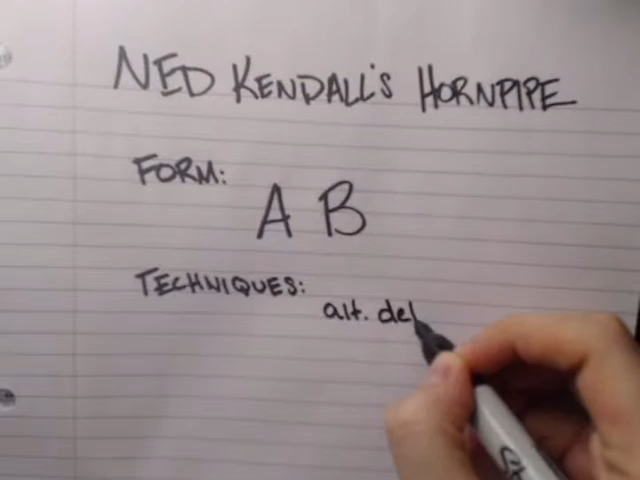 NED KENDALL'S HORNPIPE
FORM:
A B
TECHNIQUES:
alt. del